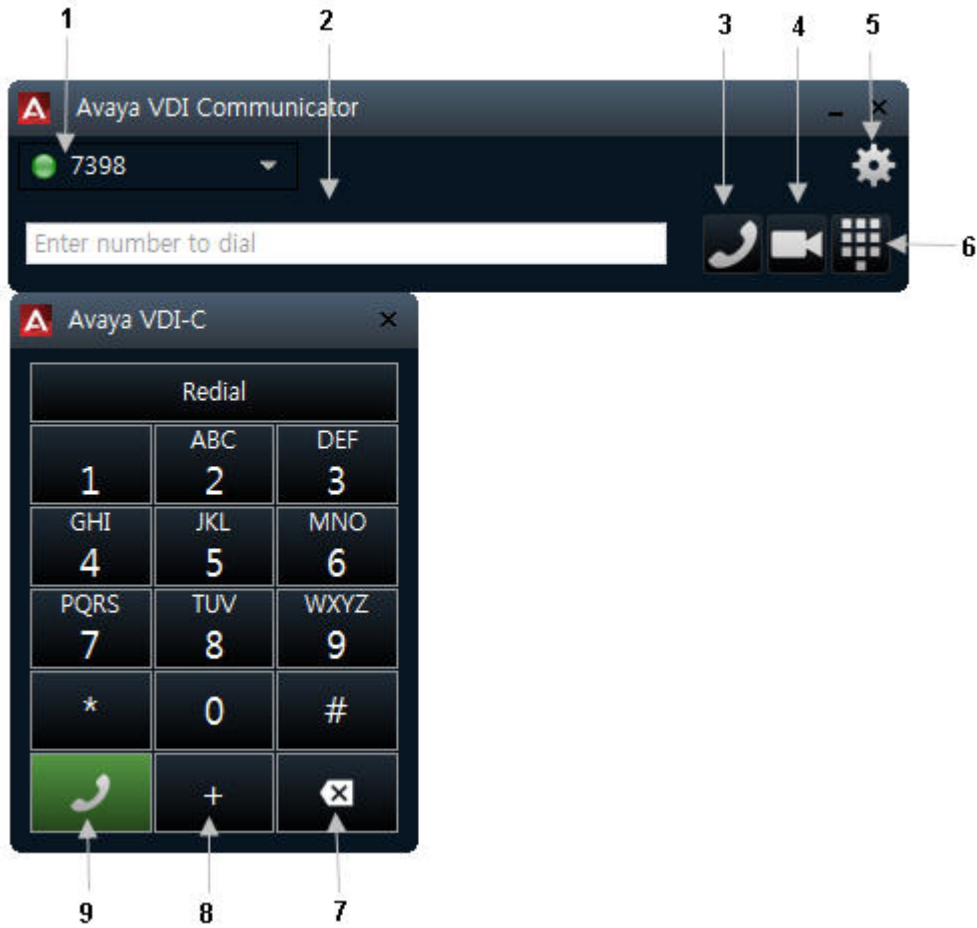 1 2 3 4 5
Avaya VDI Communicator
7398
Enter number to dial
6
Avaya VDI-C
Redial
ABC DEF
1 2 3
GHI JKL MNO
4 5 6
PQRS TUV WXYZ
7 8 9
* 0 #
+
9 8 7